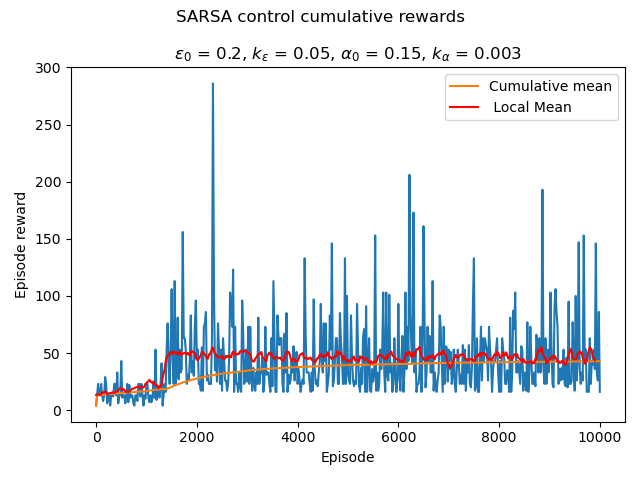 SARSA control cumulative rewards
ε₀ = 0.2, kε = 0.05, α₀ = 0.15, kα = 0.003
Cumulative mean
Local Mean
300
250
200
150
100
50
0
Episode reward
0 2000 4000 6000 8000 10000
Episode